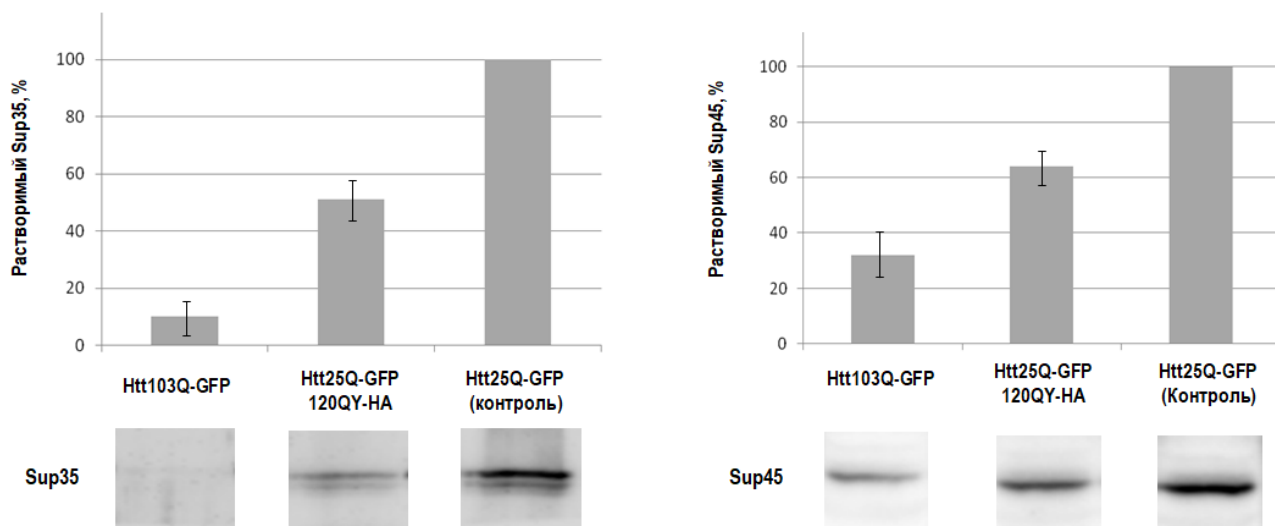 Растворимый Sup35, %
100
80
60
40
20
0
Htt103Q-GFP
Htt25Q-GFP
120QY-HA
Htt25Q-GFP
(контроль)
Sup35
Растворимый Sup45, %
100
80
60
40
20
0
Htt103Q-GFP
Htt25Q-GFP
120QY-HA
Htt25Q-GFP
(Контроль)
Sup45